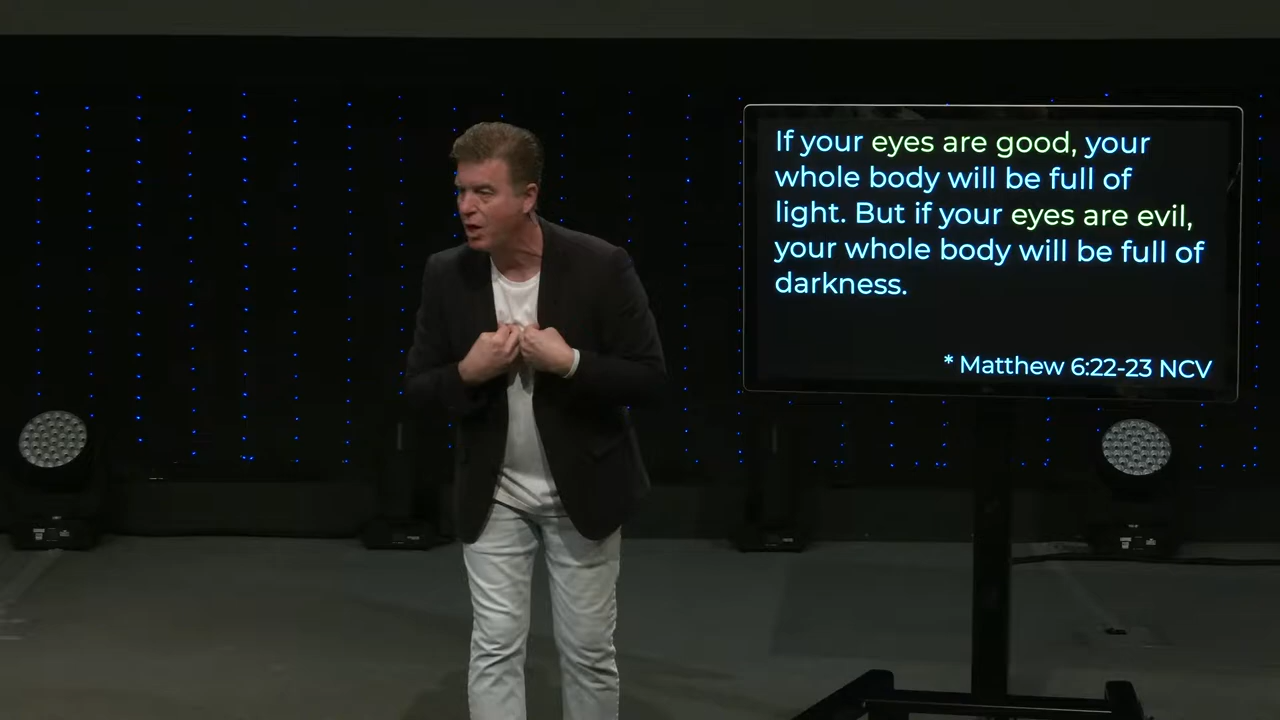 If your eyes are good, your
whole body will be full of
light. But if your eyes are evil,
your whole body will be full of
darkness.
* Matthew 6:22-23 NCV